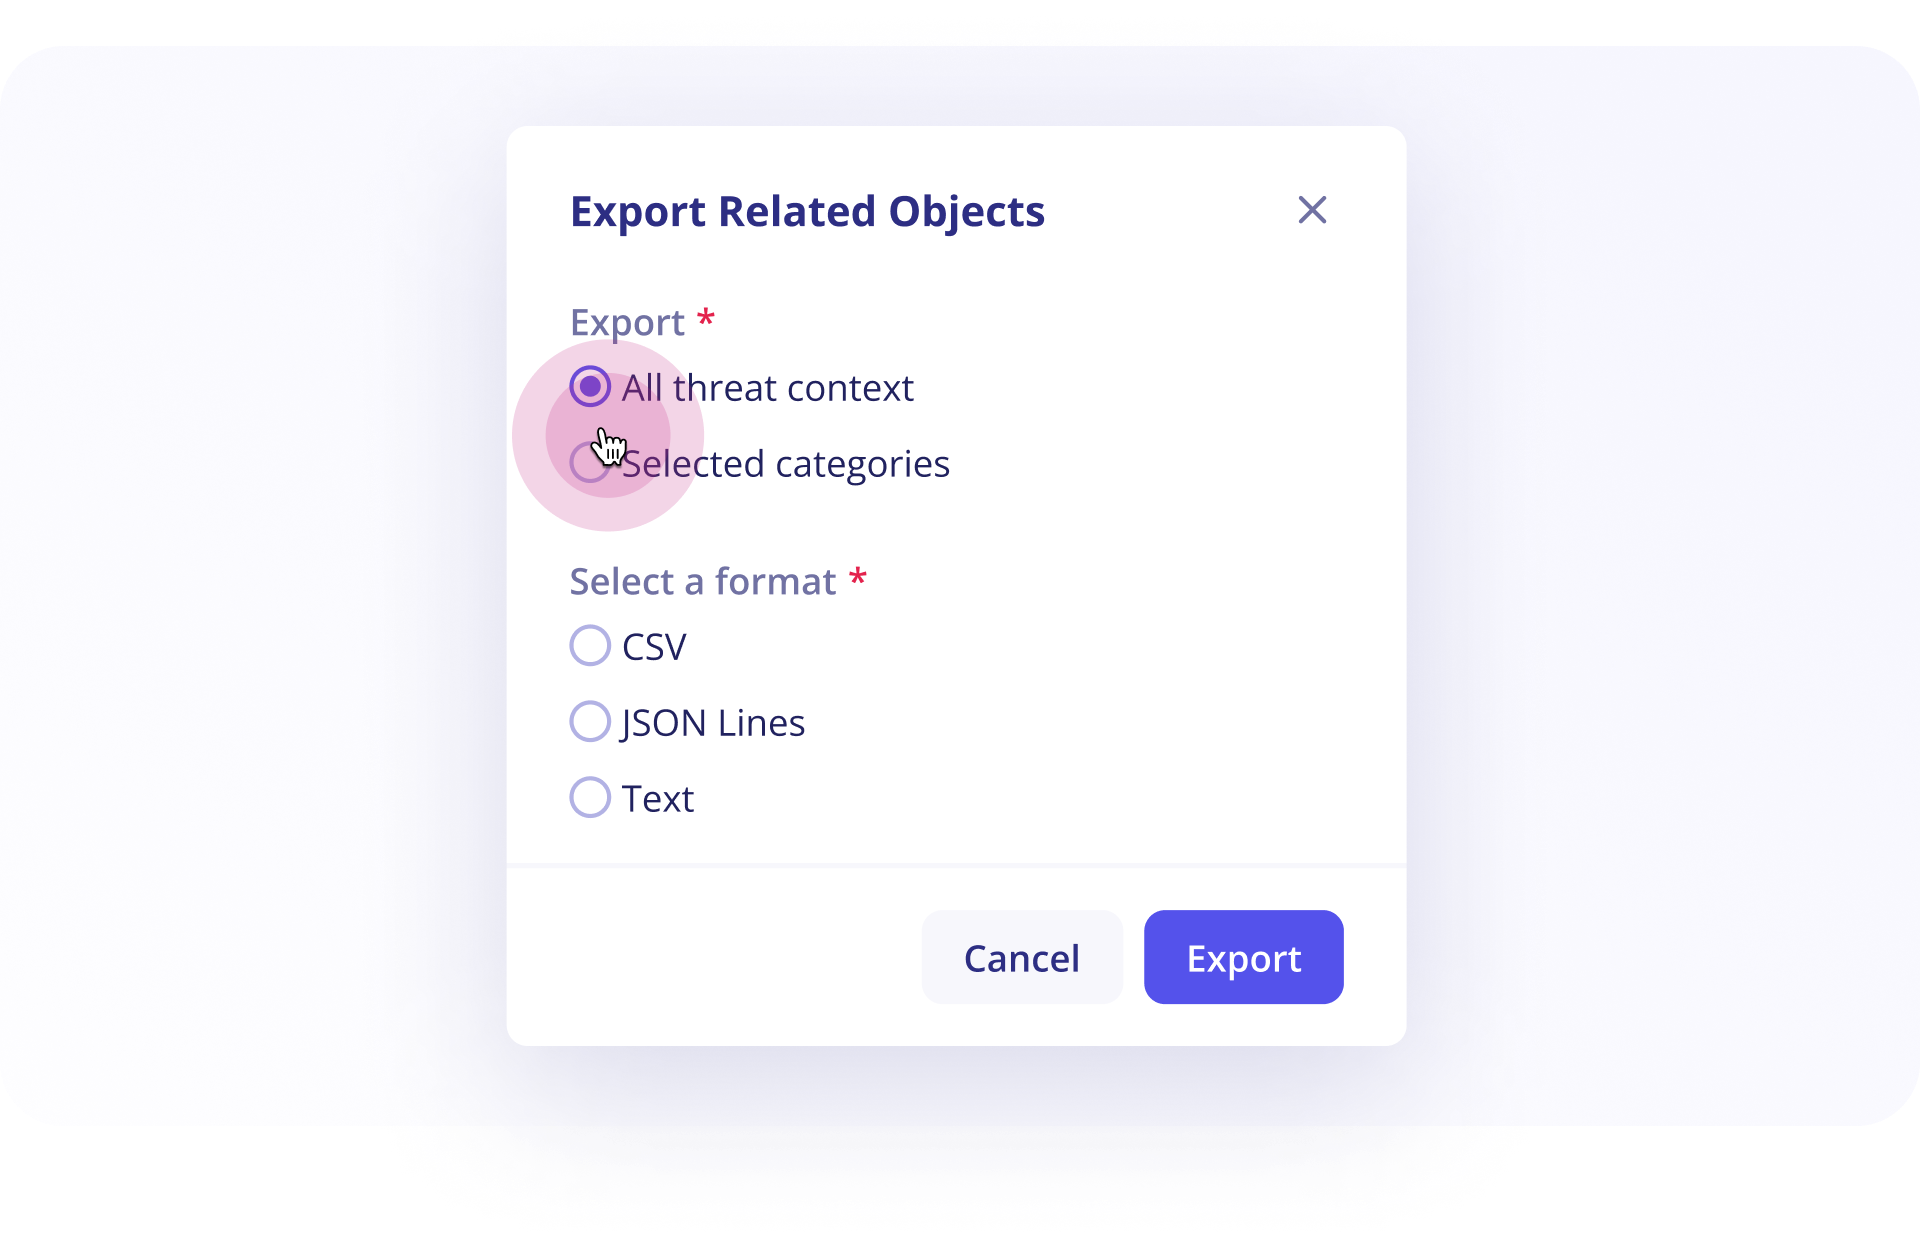 Export Related Objects
Export *
All threat context
Selected categories
Select a format *
CSV
JSON Lines
Text
Cancel
Export